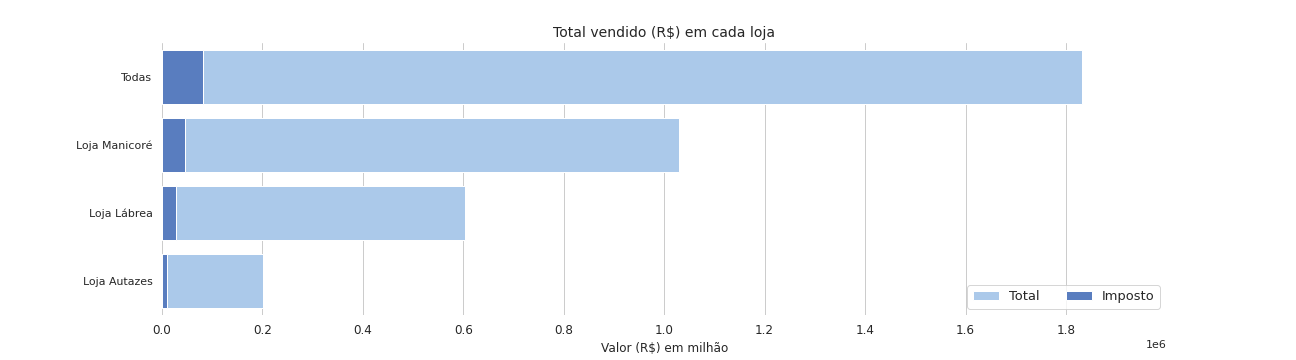 Total vendido (R$) em cada loja
Todas
Loja Manicoré
Loja Lábrea
Loja Autazes
Total Imposto
0.0 0.2 0.4 0.6 0.8 1.0 1.2 1.4 1.6 1.8
1e6
Valor (R$) em milhão